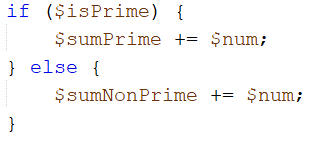 if ($isPrime) {
    $sumPrime += $num;
} else {
    $sumNonPrime += $num;
}